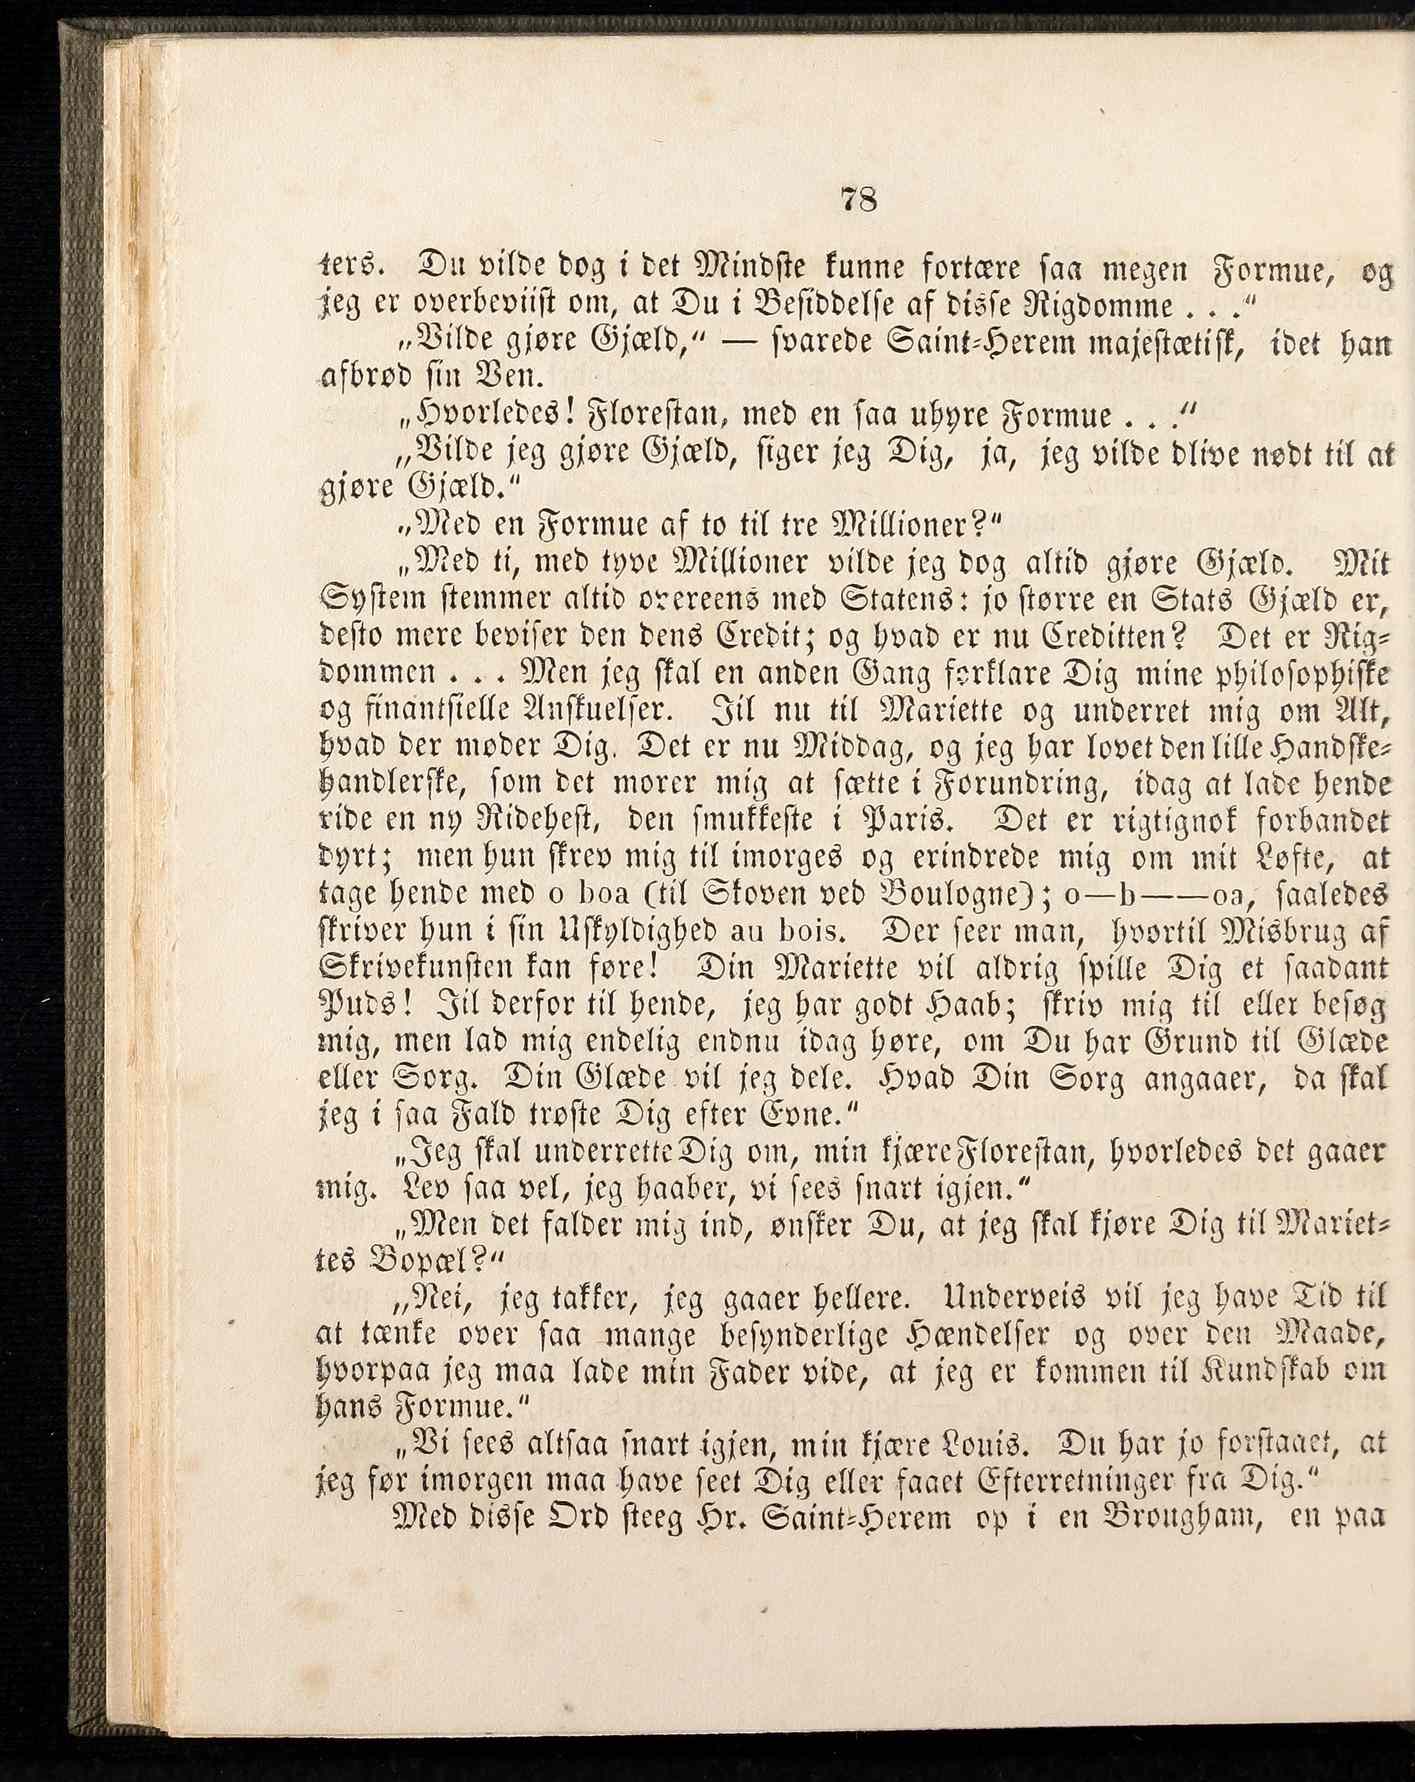 78
ters. Du vilde dog i det Mindste kunne fortære saa megen Formue, og
jeg er overbeviist om, at Du i Besiddelse af disse Rigdomme . . .“
„Vilde gjøre Gjæld,“ — svarede Saint-Herem majestætisk, idet han
afbrød sin Ven.
„Hvorledes! Florestan, med en saa uhyre Formue . . .“
„Vilde jeg gjøre Gjæld, siger jeg Dig, ja, jeg vilde blive nødt til at
gjøre Gjæld.“
„Med en Formue af to til tre Millioner?“
„Med ti, med tyve Millioner vilde jeg dog altid gjøre Gjæld. Mit
System stemmer altid overeens med Statens: jo større en Stats Gjæld er,
desto mere beviser den dens Credit; og hvad er nu Creditten? Det er Rig-
dommen . . . Men jeg skal en anden Gang forklare Dig mine philosophiske
og finantsielle Anskuelser. Iil nu til Mariette og underret mig om Alt,
hvad der møder Dig. Det er nu Middag, og jeg har lovet den lille Handske-
handlerske, som det morer mig at sætte i Forundring, idag at lade hende
ride en ny Ridehest, den smukkeste i Paris. Det er rigtignok forbandet
dyrt; men hun skrev mig til imorges og erindrede mig om mit Løfte, at
tage hende med o boa (til Skoven ved Boulogne); o—b——oa, saaledes
skriver hun i sin Uskyldighed au bois. Der seer man, hvortil Misbrug af
Skrivekunsten kan føre! Din Mariette vil aldrig spille Dig et saadant
Puds! Iil derfor til hende, jeg har godt Haab; skriv mig til eller besøg
mig, men lad mig endelig endnu idag høre, om Du har Grund til Glæde
eller Sorg. Din Glæde vil jeg dele. Hvad Din Sorg angaaer, da skal
jeg i saa Fald trøste Dig efter Evne.“
„Jeg skal underrette Dig om, min kjære Florestan, hvorledes det gaaer
mig. Lev saa vel, jeg haaber, vi sees snart igjen.“
„Men det falder mig ind, ønsker Du, at jeg skal kjøre Dig til Mariet-
tes Bopæl?“
„Nei, jeg takker, jeg gaaer hellere. Underveis vil jeg have Tid til
at tænke over saa mange besynderlige Hændelser og over den Maade,
hvorpaa jeg maa lade min Fader vide, at jeg er kommen til Kundskab om
hans Formue.“
„Vi sees altsaa snart igjen, min kjære Louis. Du har jo forstaaet, at
jeg før imorgen maa have seet Dig eller faaet Efterretninger fra Dig.“
Med disse Ord steeg Hr. Saint-Herem op i en Brougham, en paa